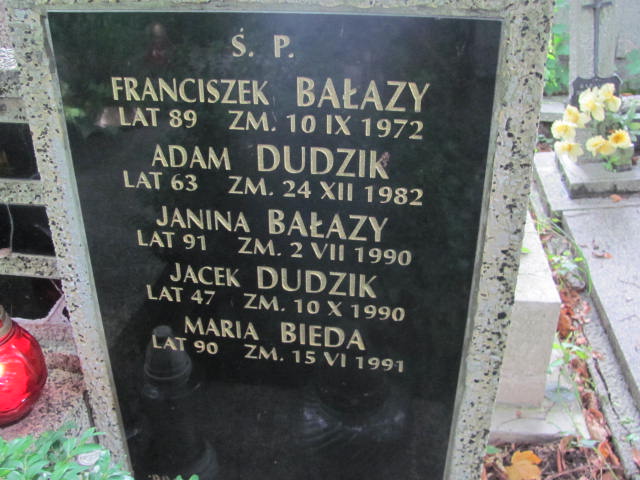 Ś. P.
FRANCISZEK BAŁAZY
LAT 89 ZM. 10 IX 1972
ADAM DUDZIK
LAT 63 ZM. 24 XII 1982
JANINA BAŁAZY
LAT 91 ZM. 2 VII 1990
JACEK DUDZIK
LAT 47 ZM. 10 X 1990
MARIA BIEDA
LAT 90 ZM. 15 VI 1991